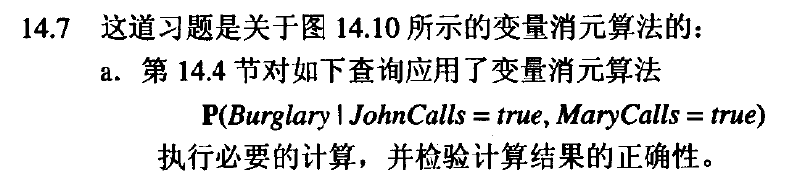 14.7 这道习题是关于图 14.10 所示的变量消元算法的：
a. 第 14.4 节对如下查询应用了变量消元算法
P(Burglary | JohnCalls = true, MaryCalls = true)
执行必要的计算，并检验计算结果的正确性。